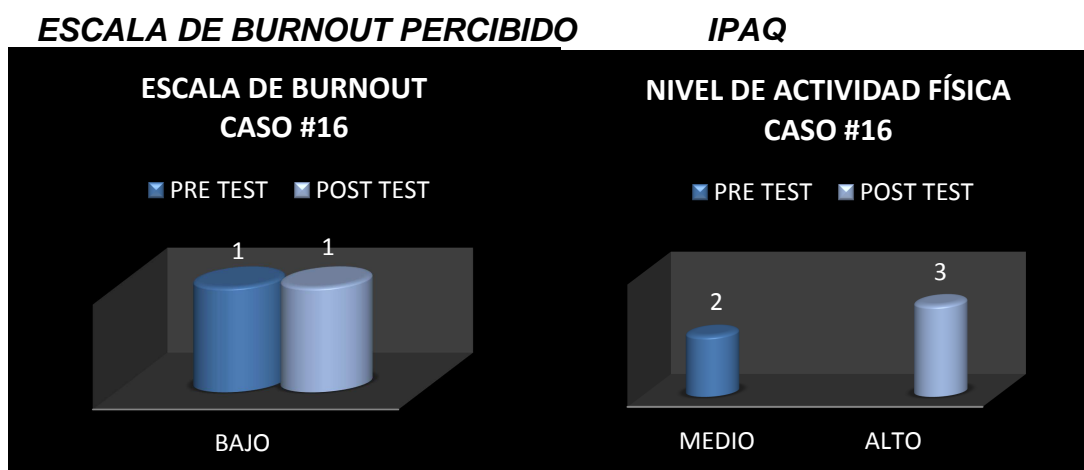 ESCALA DE BURNOUT PERCIBIDO IPAQ
ESCALA DE BURNOUT
CASO #16
PRE TEST POST TEST
1 1
BAJO
NIVEL DE ACTIVIDAD FÍSICA
CASO #16
PRE TEST POST TEST
2 3
MEDIO ALTO